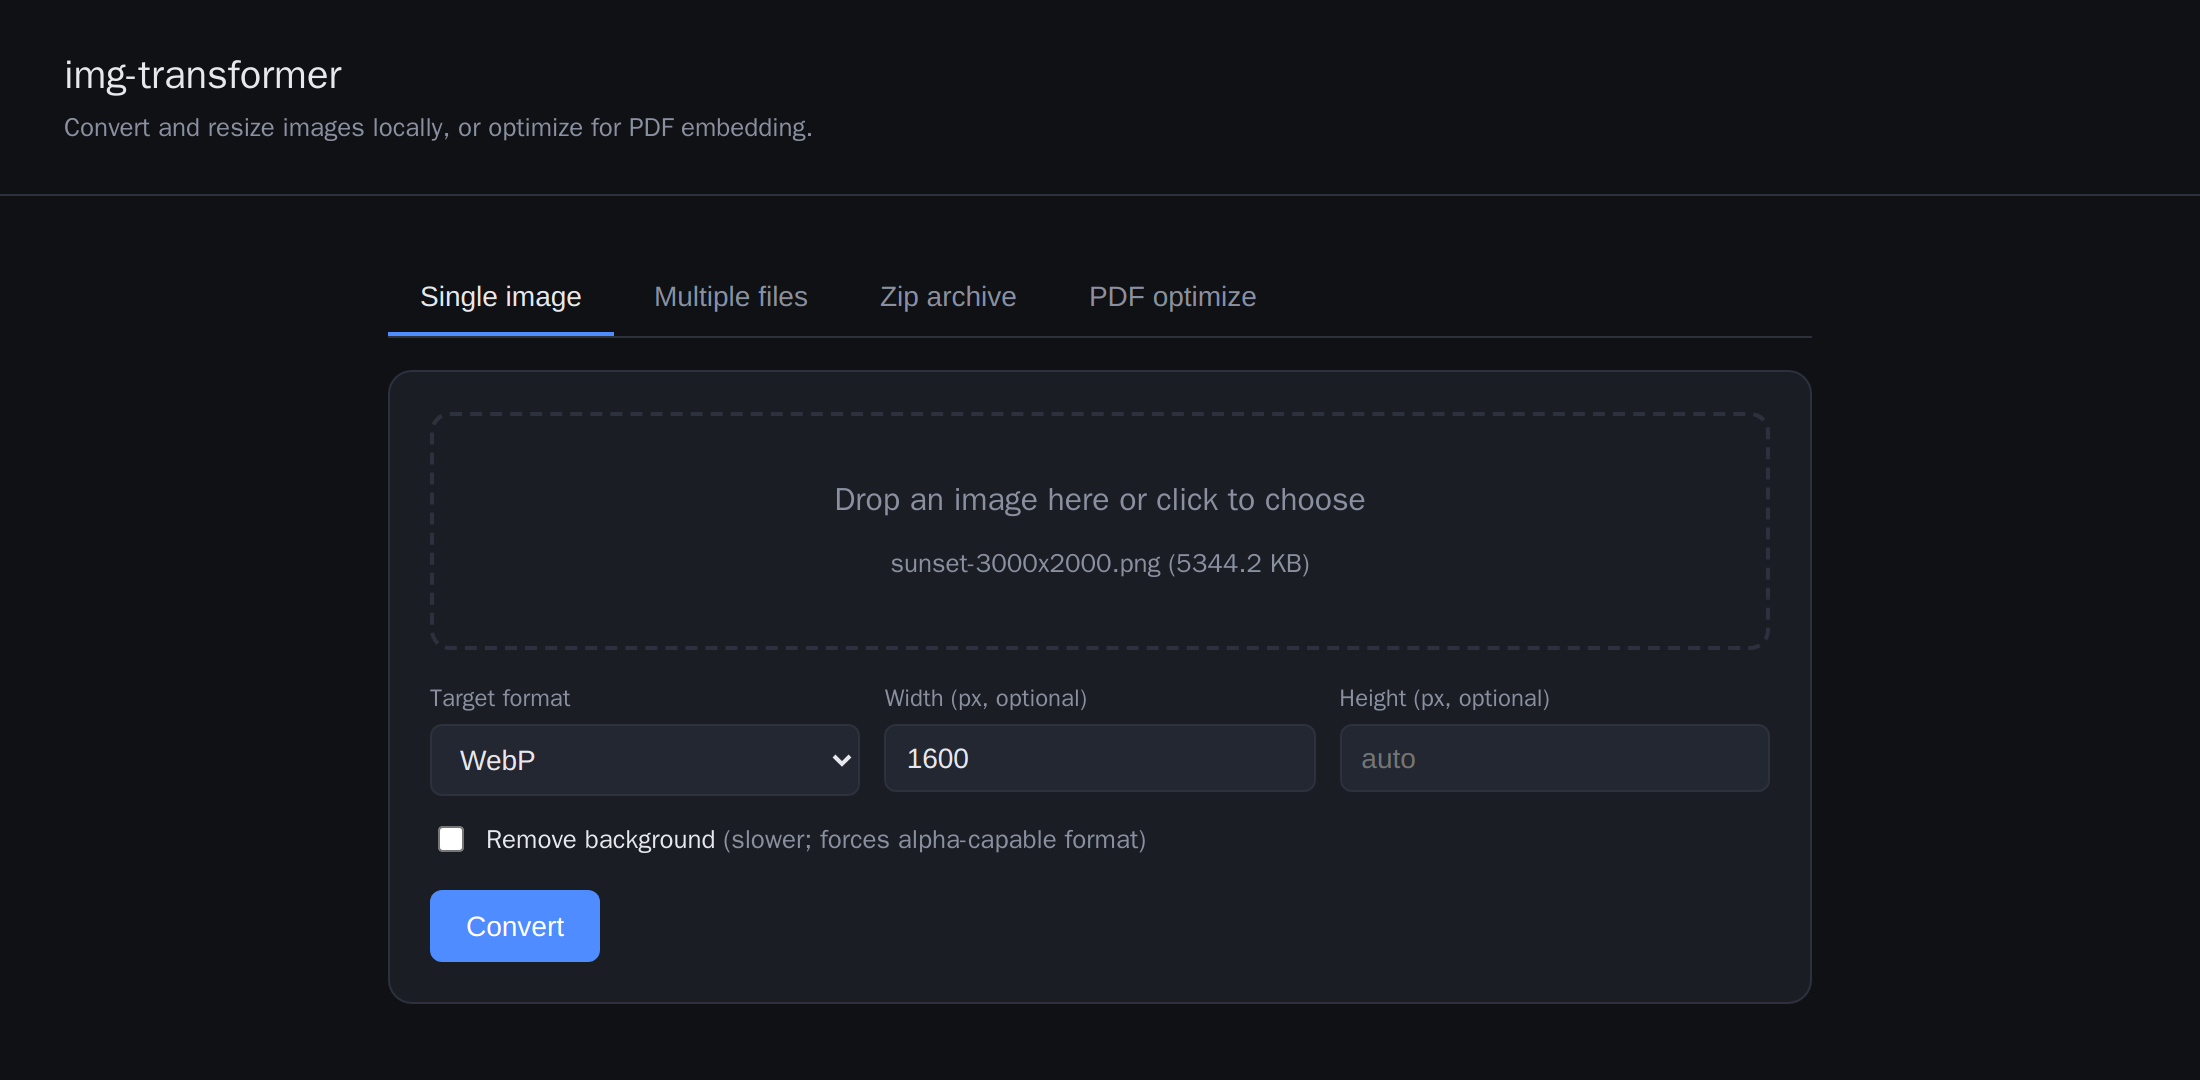 img-transformer
Convert and resize images locally, or optimize for PDF embedding.
Single image
Multiple files
Zip archive
PDF optimize
Drop an image here or click to choose
sunset-3000x2000.png (5344.2 KB)
Target format
Width (px, optional)
Height (px, optional)
WebP
1600
auto
Remove background (slower; forces alpha-capable format)
Convert